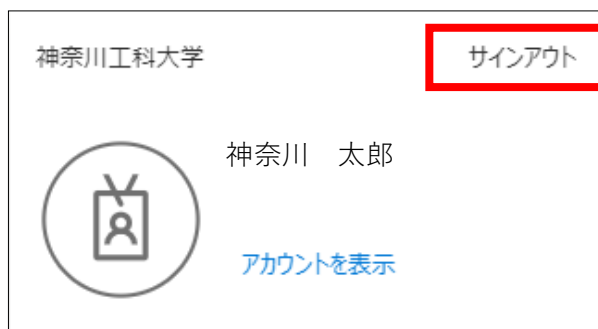 神奈川工科大学
サインアウト
神奈川　太郎
アカウントを表示